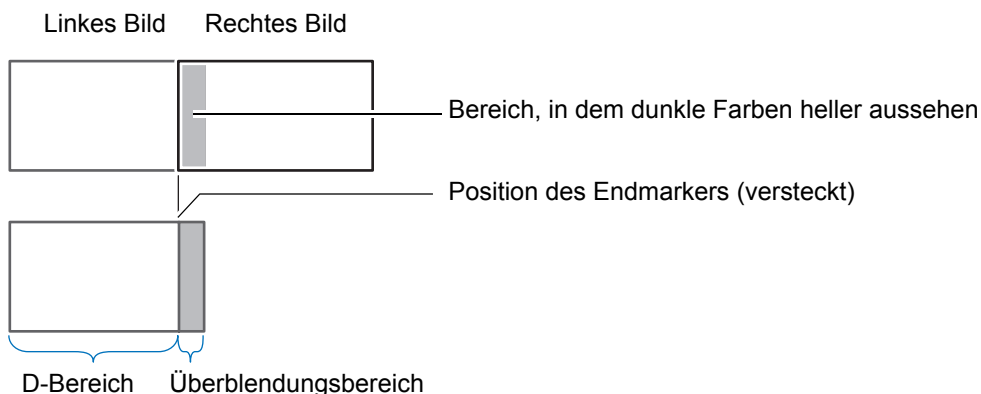 Linkes Bild Rechtes Bild
Bereich, in dem dunkle Farben heller aussehen
Position des Endmarkers (versteckt)
D-Bereich Überblendungsbereich